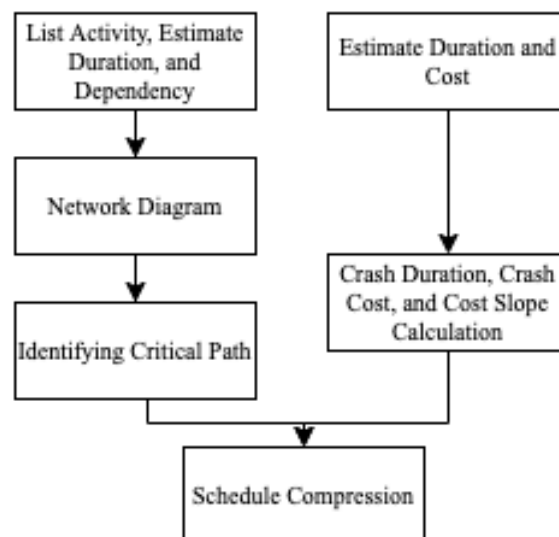 List Activity, Estimate
Duration, and
Dependency
Estimate Duration and
Cost
Network Diagram
Crash Duration, Crash
Cost, and Cost Slope
Calculation
Identifying Critical Path
Schedule Compression